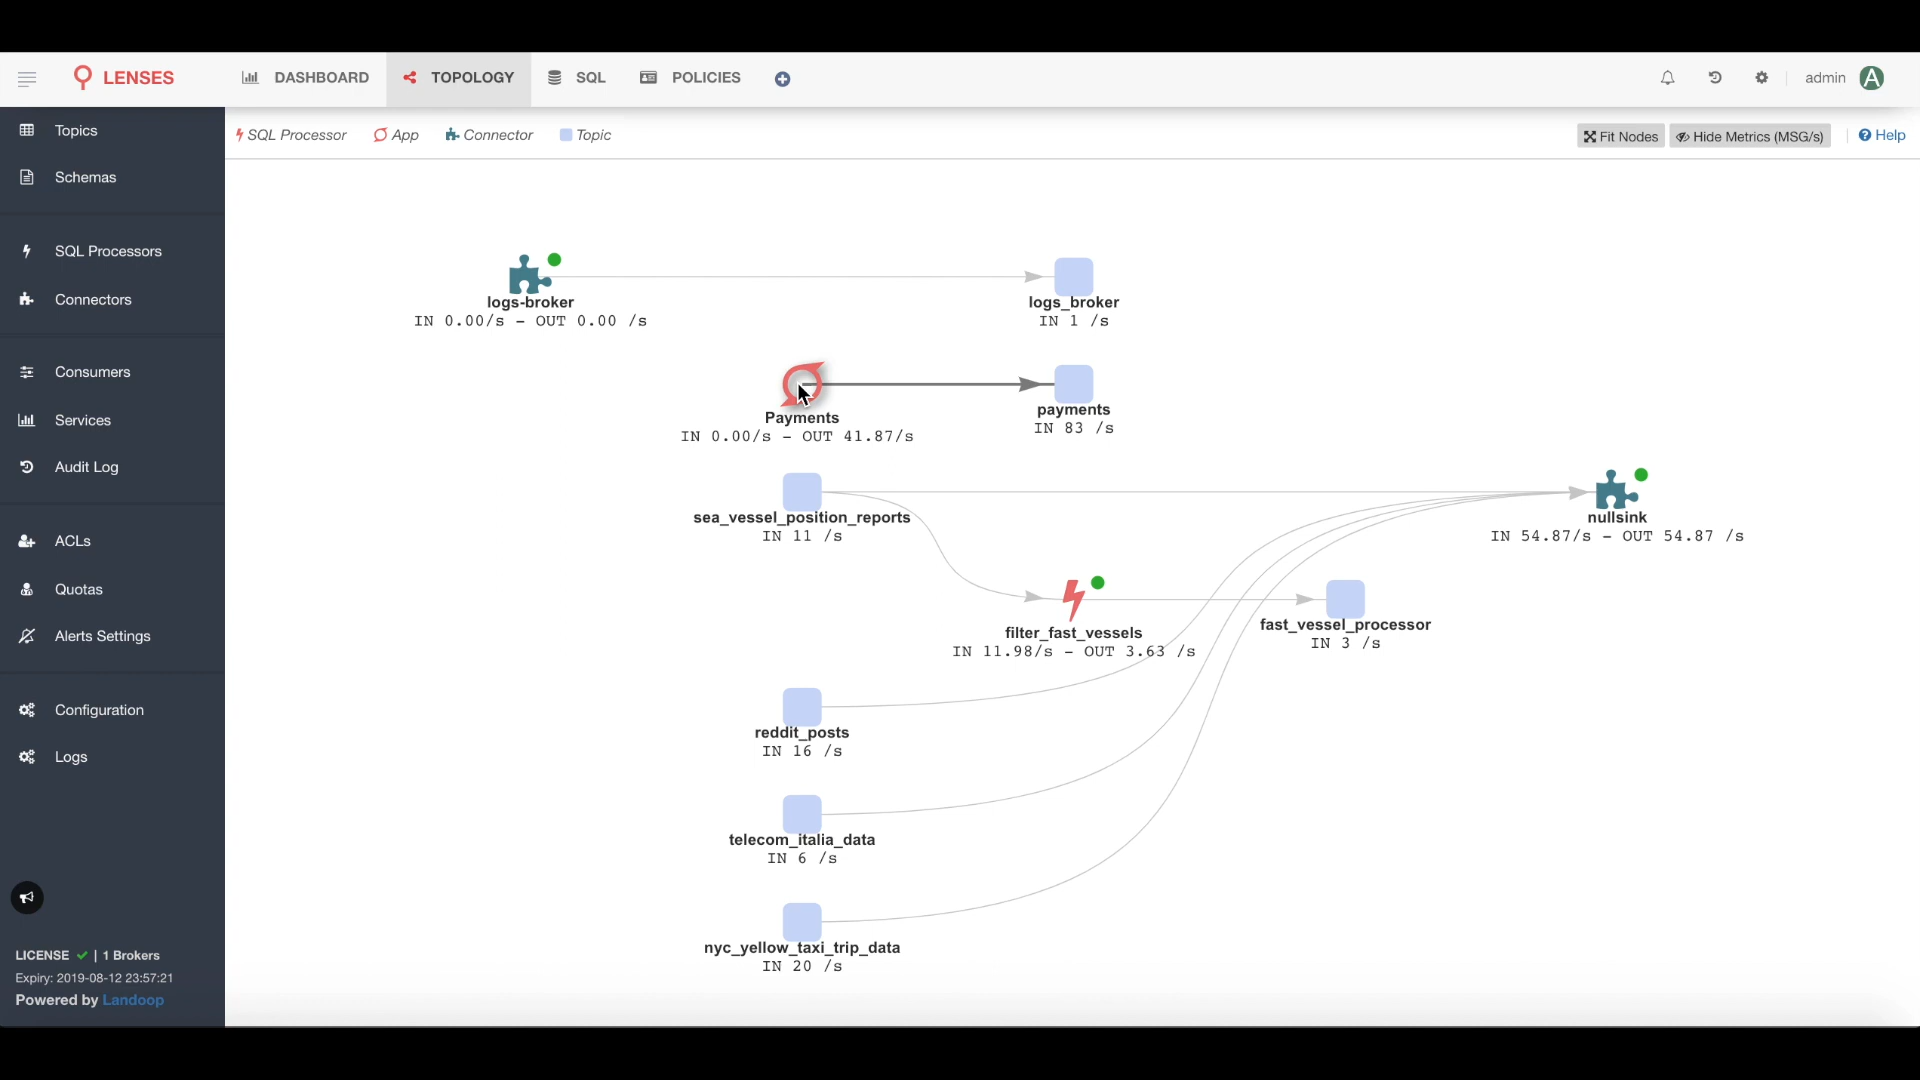 LENSES
DASHBOARD
TOPOLOGY
SQL
POLICIES
admin
A
Topics
Schemas
SQL Processors
Connectors
Consumers
Services
Audit Log
ACLs
Quotas
Alerts Settings
Configuration
Logs
LICENSE | 1 Brokers
Expiry: 2019-08-12 23:57:21
Powered by Landoop
SQL Processor
App
Connector
Topic
Fit Nodes
Hide Metrics (MSG/s)
Help
logs-broker
IN 0.00/s - OUT 0.00 /s
logs_broker
IN 1 /s
Payments
IN 0.00/s - OUT 41.87/s
payments
IN 83 /s
sea_vessel_position_reports
IN 11 /s
nullsink
IN 54.87/s - OUT 54.87 /s
filter_fast_vessels
IN 11.98/s - OUT 3.63 /s
fast_vessel_processor
IN 3 /s
reddit_posts
IN 16 /s
telecom_italia_data
IN 6 /s
nyc_yellow_taxi_trip_data
IN 20 /s